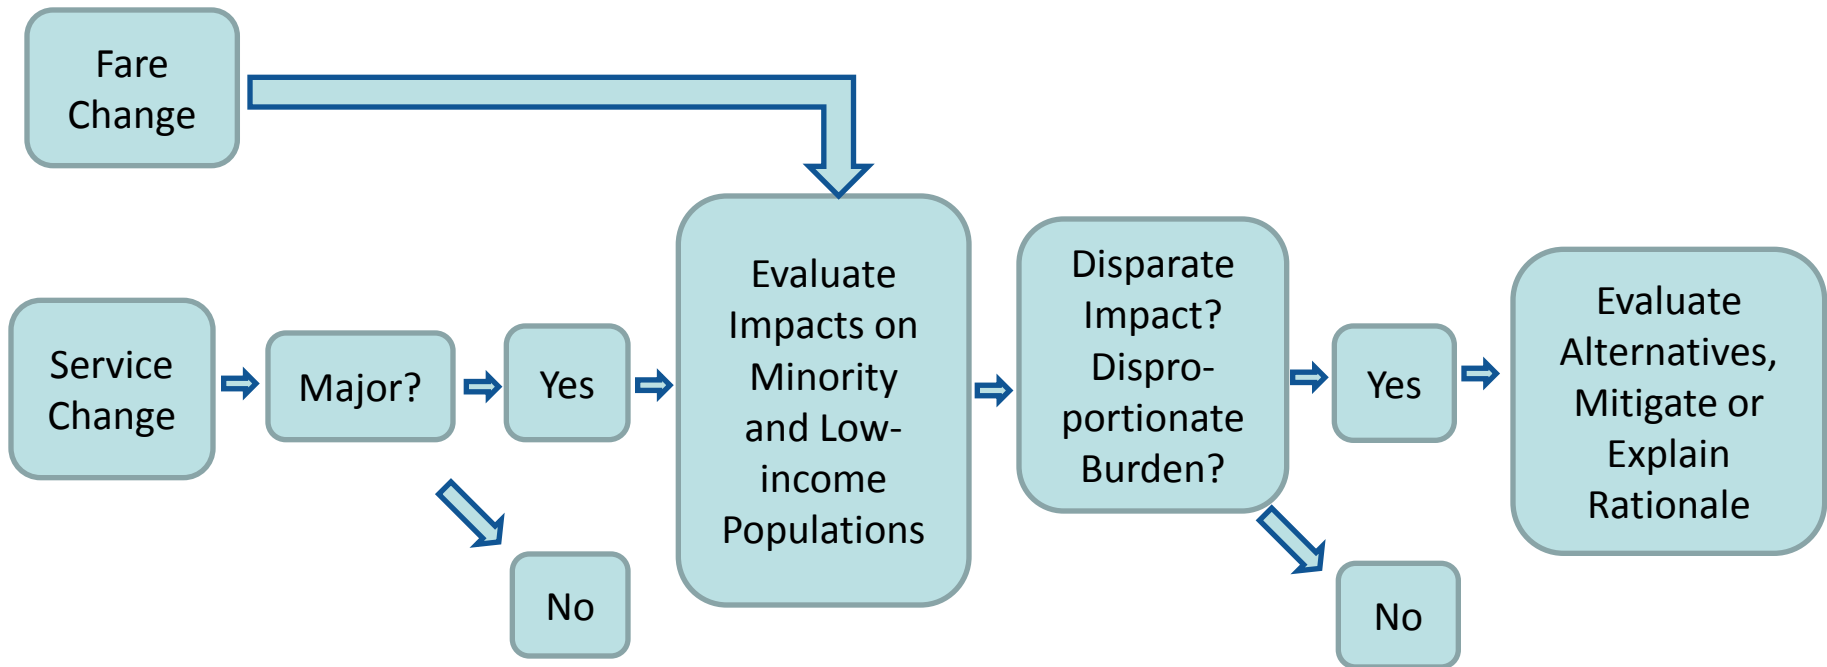 Fare
Change
Service
Change
Major?
Yes
No
Evaluate
Impacts on
Minority
and Low-
income
Populations
Disparate
Impact?
Dispro-
portionate
Burden?
Yes
No
Evaluate
Alternatives,
Mitigate or
Explain
Rationale